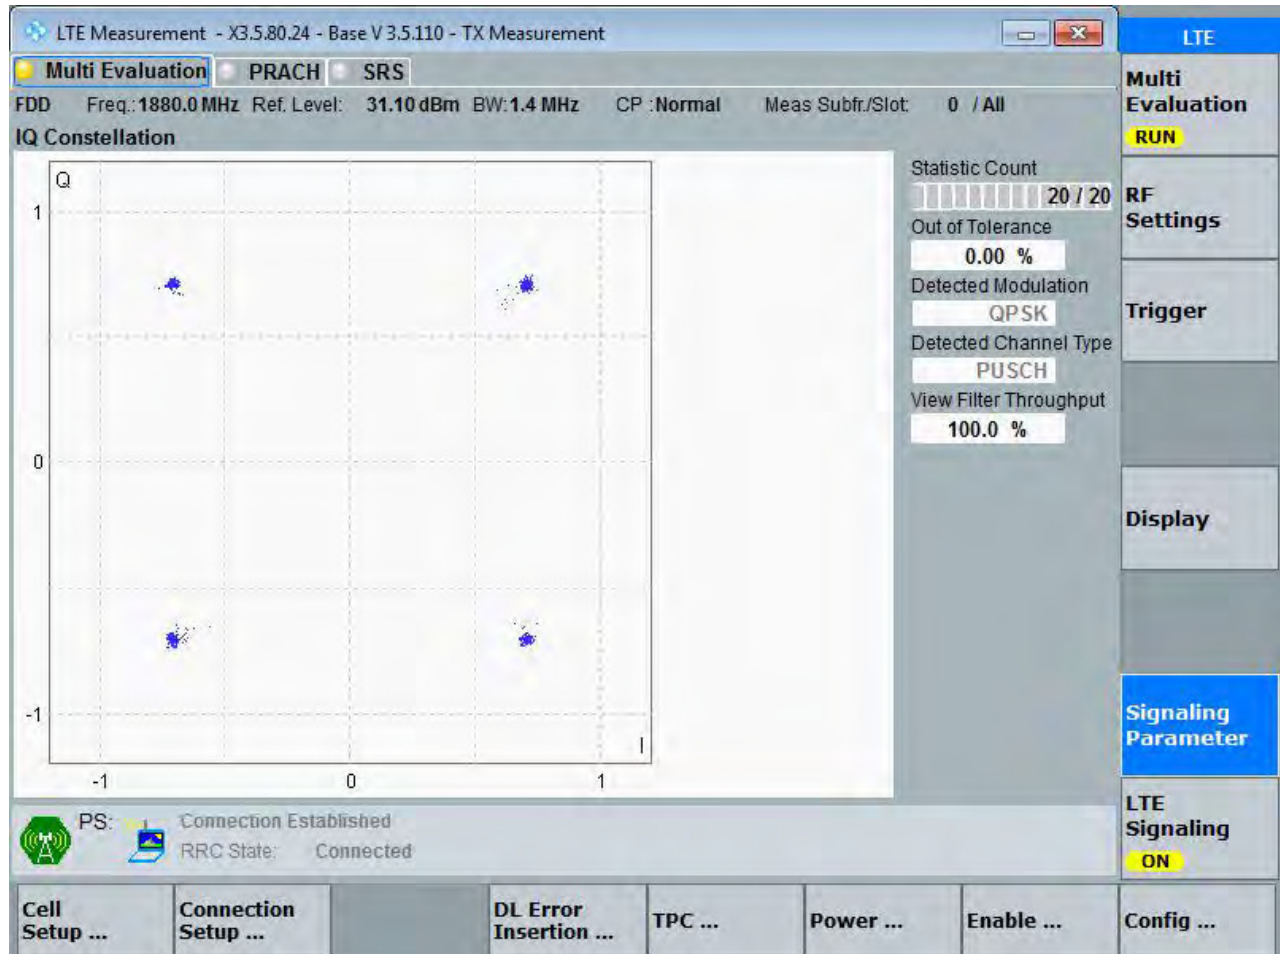 LTE Measurement - X3.5.80.24 - Base V 3.5.110 - TX Measurement
LTE
Multi Evaluation PRACH SRS
FDD Freq.: 1880.0 MHz Ref. Level: 31.10 dBm BW: 1.4 MHz CP : Normal Meas Subfr./Slot: 0 / All
IQ Constellation
Q
1
0
-1
-1 0 1
I
Statistic Count
20 / 20
Out of Tolerance
0.00 %
Detected Modulation
QPSK
Detected Channel Type
PUSCH
View Filter Throughput
100.0 %
Multi
Evaluation
RUN
RF
Settings
Trigger
Display
Signaling
Parameter
LTE
Signaling
ON
PS: Connection Established
RRC State: Connected
Cell
Setup ...
Connection
Setup ...
DL Error
Insertion ...
TPC ...
Power ...
Enable ...
Config ...